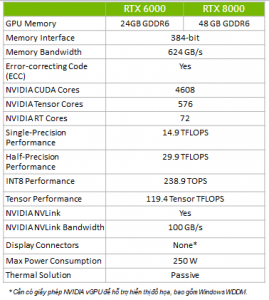 RTX 6000 RTX 8000
GPU Memory 24GB GDDR6 48 GB GDDR6
Memory Interface 384-bit
Memory Bandwidth 624 GB/s
Error-correcting Code
(ECC) Yes
NVIDIA CUDA Cores 4608
NVIDIA Tensor Cores 576
NVIDIA RT Cores 72
Single-Precision
Performance 14.9 TFLOPS
Half-Precision
Performance 29.9 TFLOPS
INT8 Performance 238.9 TOPS
Tensor Performance 119.4 Tensor TFLOPS
NVIDIA NVLink Yes
NVIDIA NVLink Bandwidth 100 GB/s
Display Connectors None*
Max Power Consumption 250 W
Thermal Solution Passive
* Cần có giấy phép NVIDIA vGPU để hỗ trợ hiển thị đồ họa, bao gồm Windows WDDM.